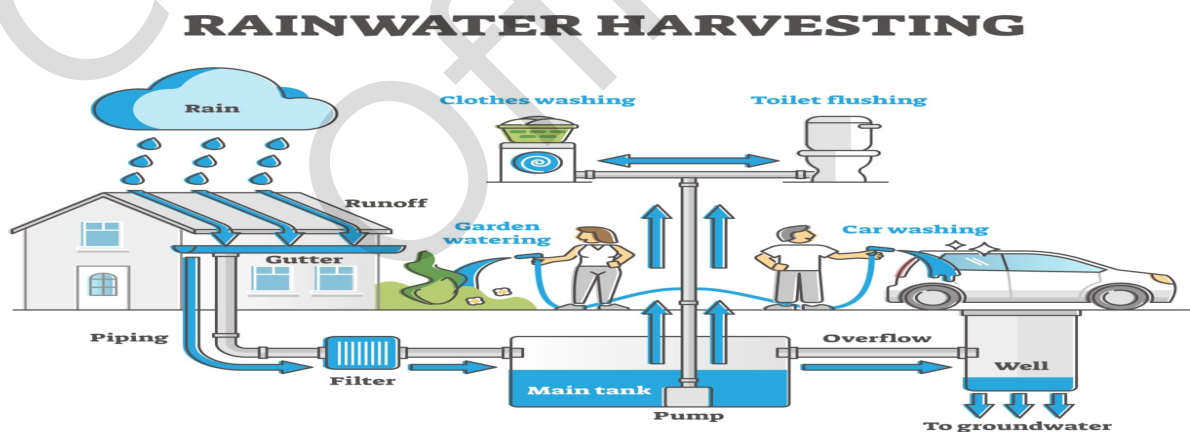 RAINWATER HARVESTING
Rain
Clothes washing
Toilet flushing
Runoff
Garden
watering
Car washing
Gutter
Piping
Filter
Main tank
Pump
Overflow
Well
To groundwater